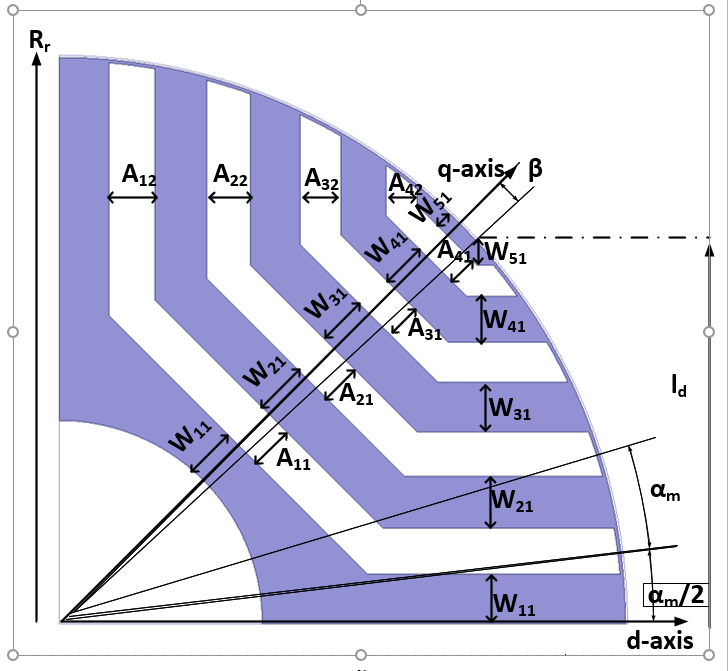 Rr
q-axis
β
A12
A22
A32
A42
W51
W41
A41
W51
W31
A31
W41
W21
A21
W31
Id
W11
A11
W21
αm
W11
αm/2
d-axis